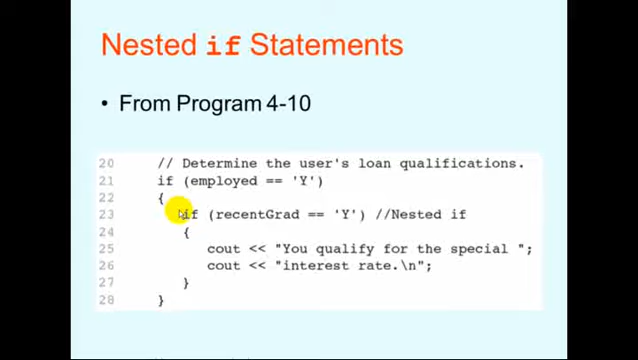 Nested if Statements
• From Program 4-10
20 // Determine the user's loan qualifications.
21 if (employed == 'Y')
22 {
23 if (recentGrad == 'Y') //Nested if
24 {
25 cout << "You qualify for the special ";
26 cout << "interest rate.\n";
27 }
28 }